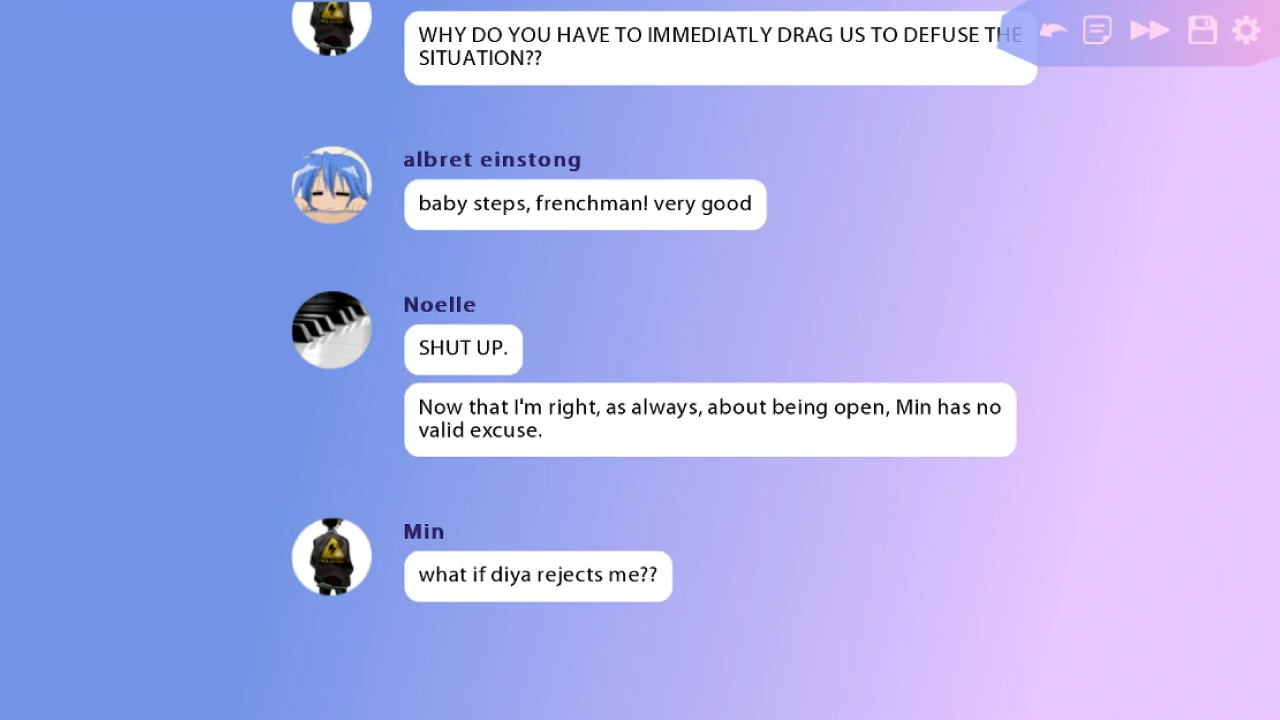 WHY DO YOU HAVE TO IMMEDIATLY DRAG US TO DEFUSE THE
SITUATION??
albret einstong
baby steps, frenchman! very good
Noelle
SHUT UP.
Now that I'm right, as always, about being open, Min has no
valid excuse.
Min
what if diya rejects me??